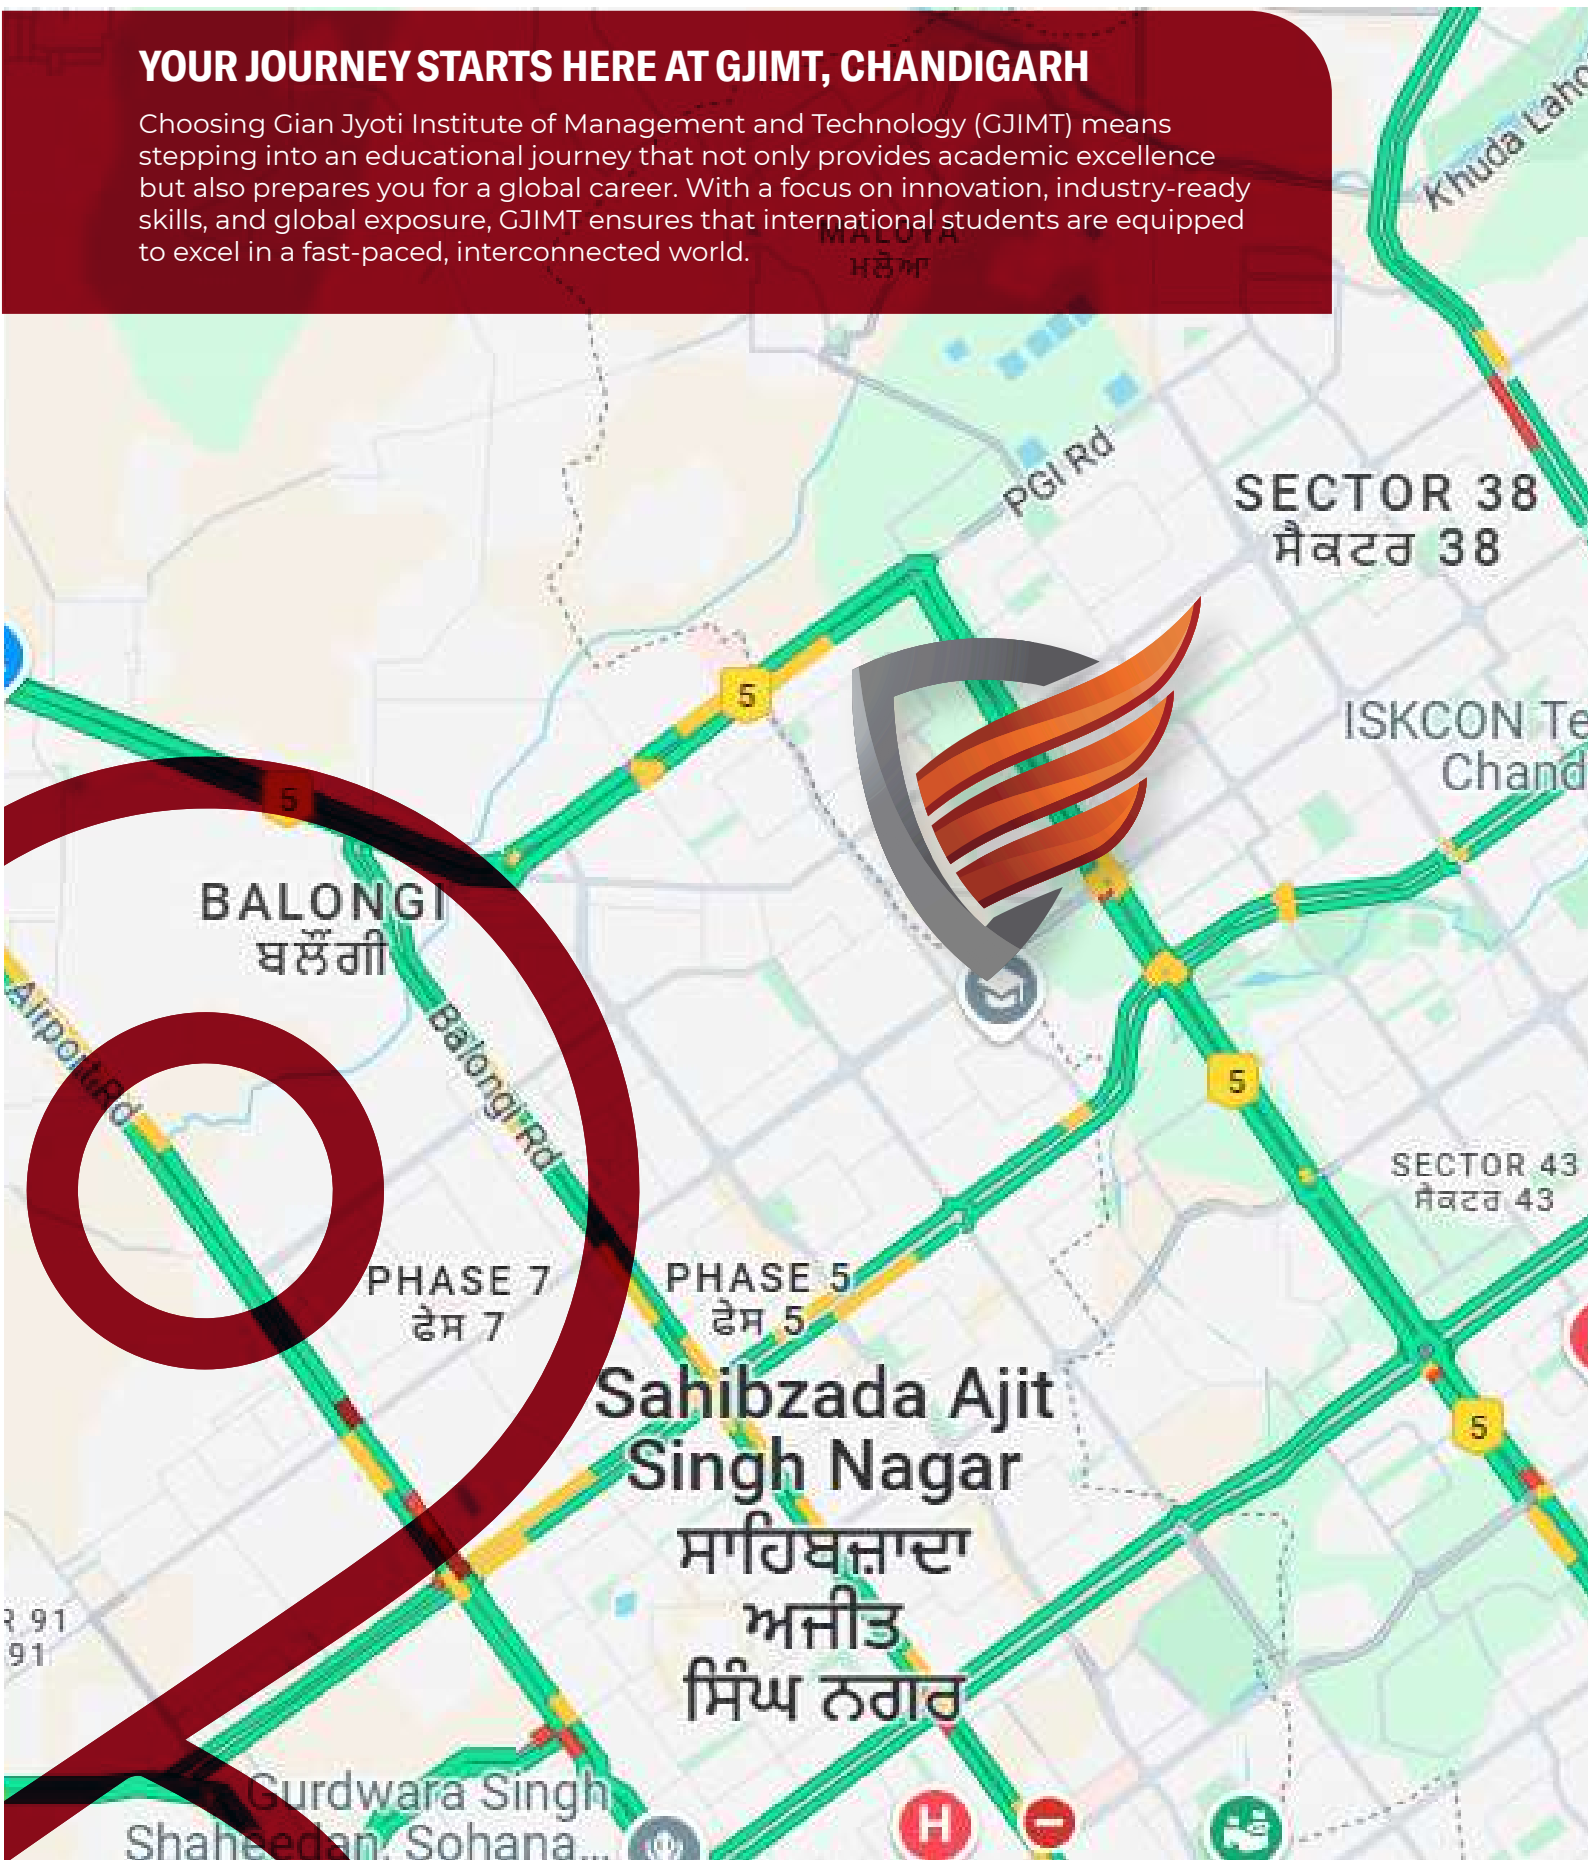 YOUR JOURNEY STARTS HERE AT GJIMT, CHANDIGARH
Choosing Gian Jyoti Institute of Management and Technology (GJIMT) means
stepping into an educational journey that not only provides academic excellence
but also prepares you for a global career. With a focus on innovation, industry-ready
skills, and global exposure, GJIMT ensures that international students are equipped
to excel in a fast-paced, interconnected world.
MALOYA
ਮਲੋਆ
Khuda Laho
PGI Rd
SECTOR 38
ਸੈਕਟਰ 38
5
ISKCON Te
Chand
5
BALONGI
ਬਲੌਂਗੀ
Airport Rd
Balongi Rd
5
SECTOR 43
ਸੈਕਟਰ 43
PHASE 7
ਫੇਸ 7
PHASE 5
ਫੇਸ 5
Sahibzada Ajit
Singh Nagar
ਸਾਹਿਬਜ਼ਾਦਾ
ਅਜੀਤ
ਸਿੰਘ ਨਗਰ
5
R 91
91
Gurdwara Singh
Shaheedan, Sohana...
H